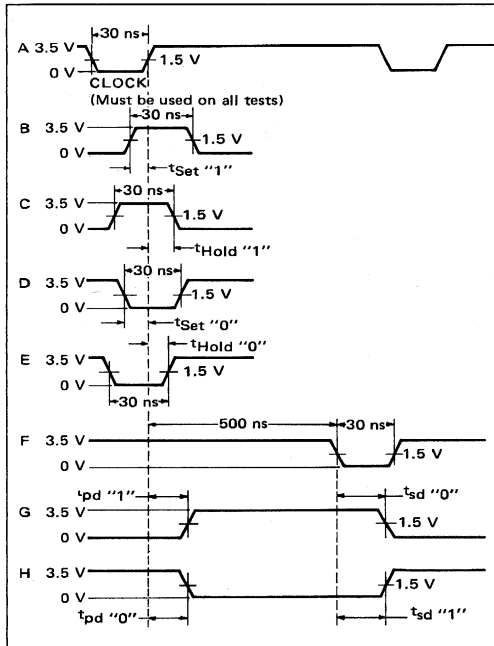 30 ns
A 3.5 V
1.5 V
0 V
CLOCK
(Must be used on all tests)
30 ns
B 3.5 V
1.5 V
0 V
tSet "1"
30 ns
C 3.5 V
1.5 V
0 V
tHold "1"
30 ns
D 3.5 V
1.5 V
0 V
tSet "0"
tHold "0"
E 3.5 V
1.5 V
0 V
30 ns
500 ns 30 ns
F 3.5 V
1.5 V
0 V
tpd "1" tsd "0"
G 3.5 V
1.5 V
0 V
H 3.5 V
1.5 V
0 V
tpd "0" tsd "1"